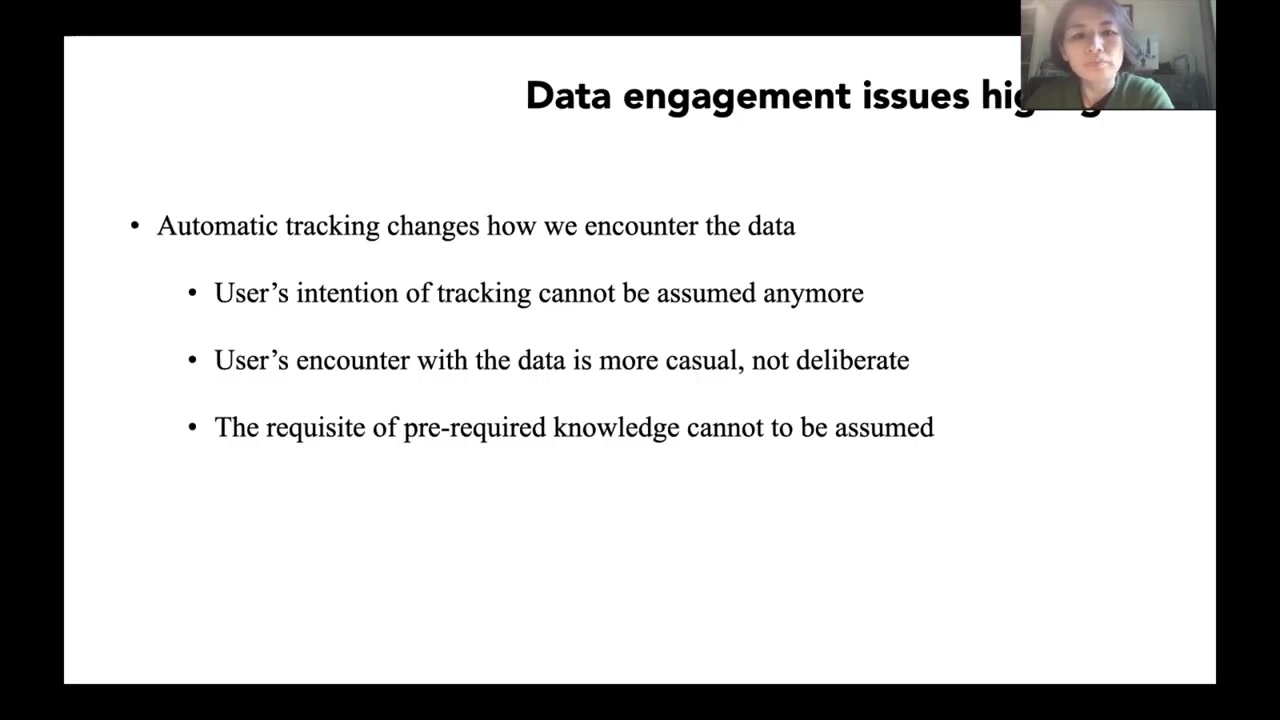 Data engagement issues
• Automatic tracking changes how we encounter the data
• User’s intention of tracking cannot be assumed anymore
• User’s encounter with the data is more casual, not deliberate
• The requisite of pre-required knowledge cannot to be assumed